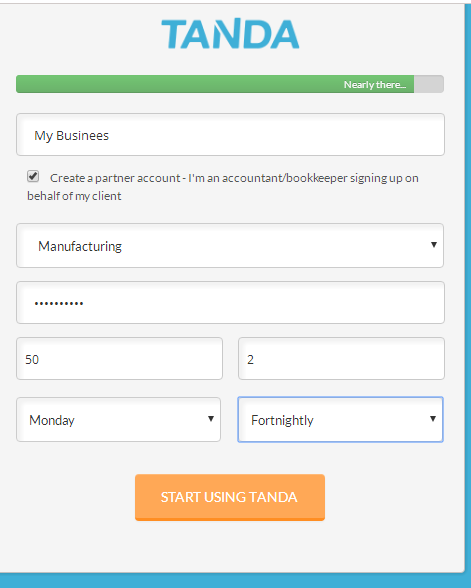 TANDA
Nearly there...
My Businees
Create a partner account - I'm an accountant/bookkeeper signing up on
behalf of my client
Manufacturing
••••••••••
50 2
Monday Fortnightly
START USING TANDA